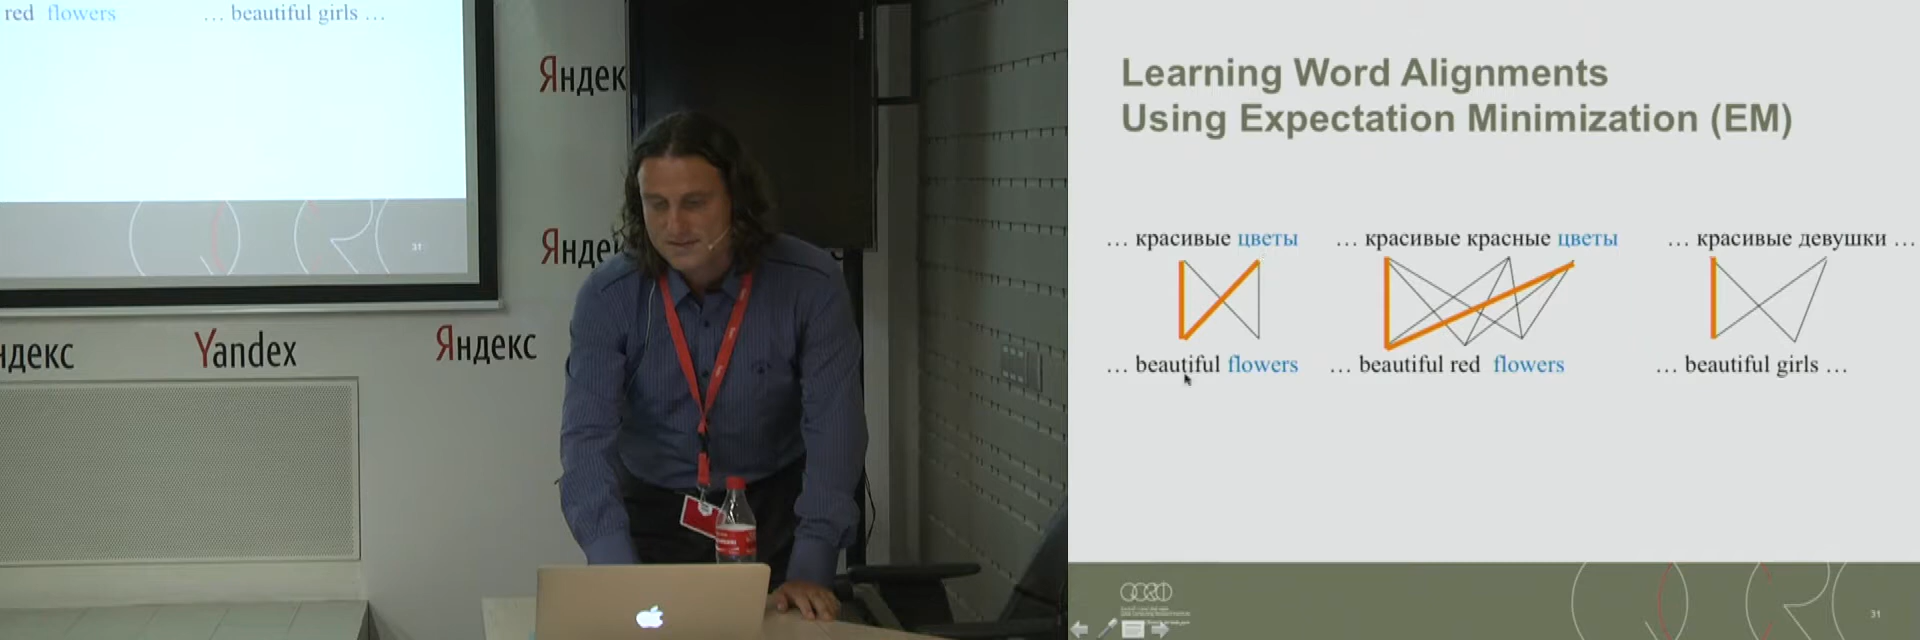 red flowers
… beautiful girls …
31
Яндек
Яндек
ндекс
Yandex
Яндекс
Learning Word Alignments
Using Expectation Minimization (EM)
… красивые цветы
… красивые красные цветы
… красивые девушки …
… beautiful flowers
… beautiful red flowers
… beautiful girls …
31